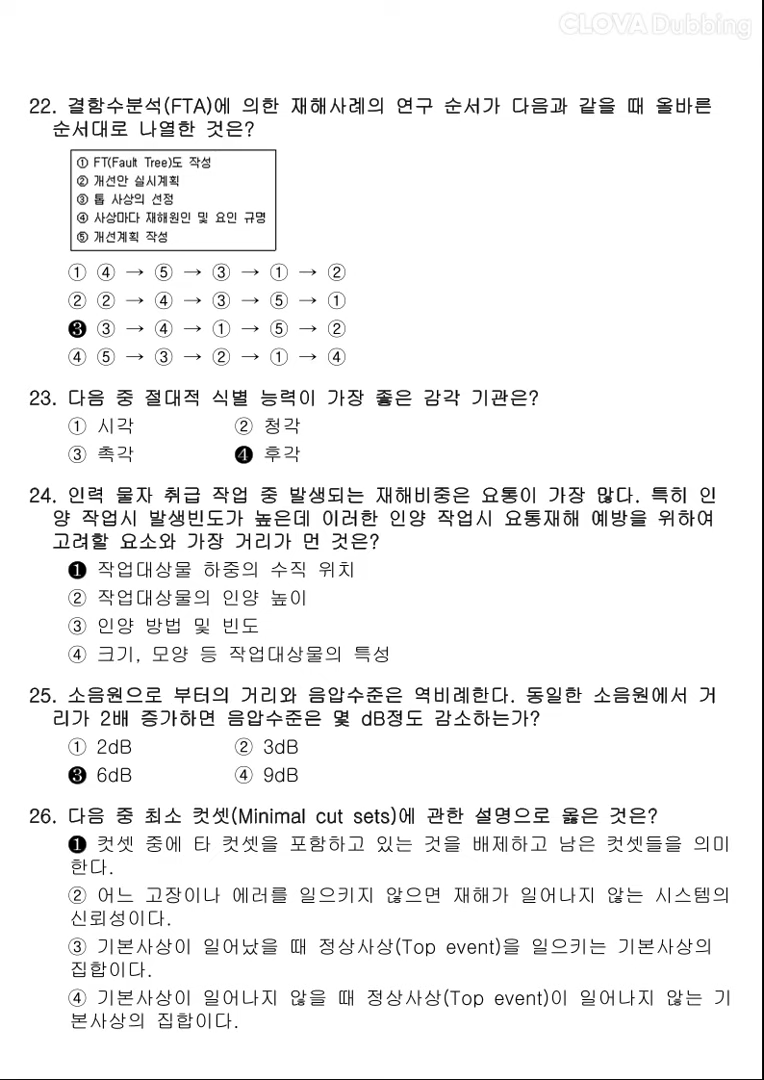 CLOVA Dubbing
22. 결함수분석(FTA)에 의한 재해사례의 연구 순서가 다음과 같을 때 올바른
순서대로 나열한 것은?
① FT(Fault Tree)도 작성
② 개선안 실시계획
③ 톱 사상의 선정
④ 사상마다 재해원인 및 요인 규명
⑤ 개선계획 작성
① ④ → ⑤ → ③ → ① → ②
② ② → ④ → ③ → ⑤ → ①
❸ ③ → ④ → ① → ⑤ → ②
④ ⑤ → ③ → ② → ① → ④
23. 다음 중 절대적 식별 능력이 가장 좋은 감각 기관은?
① 시각 ② 청각
③ 촉각 ❹ 후각
24. 인력 물자 취급 작업 중 발생되는 재해비중은 요통이 가장 많다. 특히 인
양 작업시 발생빈도가 높은데 이러한 인양 작업시 요통재해 예방을 위하여
고려할 요소와 가장 거리가 먼 것은?
❶ 작업대상물 하중의 수직 위치
② 작업대상물의 인양 높이
③ 인양 방법 및 빈도
④ 크기, 모양 등 작업대상물의 특성
25. 소음원으로 부터의 거리와 음압수준은 역비례한다. 동일한 소음원에서 거
리가 2배 증가하면 음압수준은 몇 dB정도 감소하는가?
① 2dB ② 3dB
❸ 6dB ④ 9dB
26. 다음 중 최소 컷셋(Minimal cut sets)에 관한 설명으로 옳은 것은?
❶ 컷셋 중에 타 컷셋을 포함하고 있는 것을 배제하고 남은 컷셋들을 의미
한다.
② 어느 고장이나 에러를 일으키지 않으면 재해가 일어나지 않는 시스템의
신뢰성이다.
③ 기본사상이 일어났을 때 정상사상(Top event)을 일으키는 기본사상의
집합이다.
④ 기본사상이 일어나지 않을 때 정상사상(Top event)이 일어나지 않는 기
본사상의 집합이다.